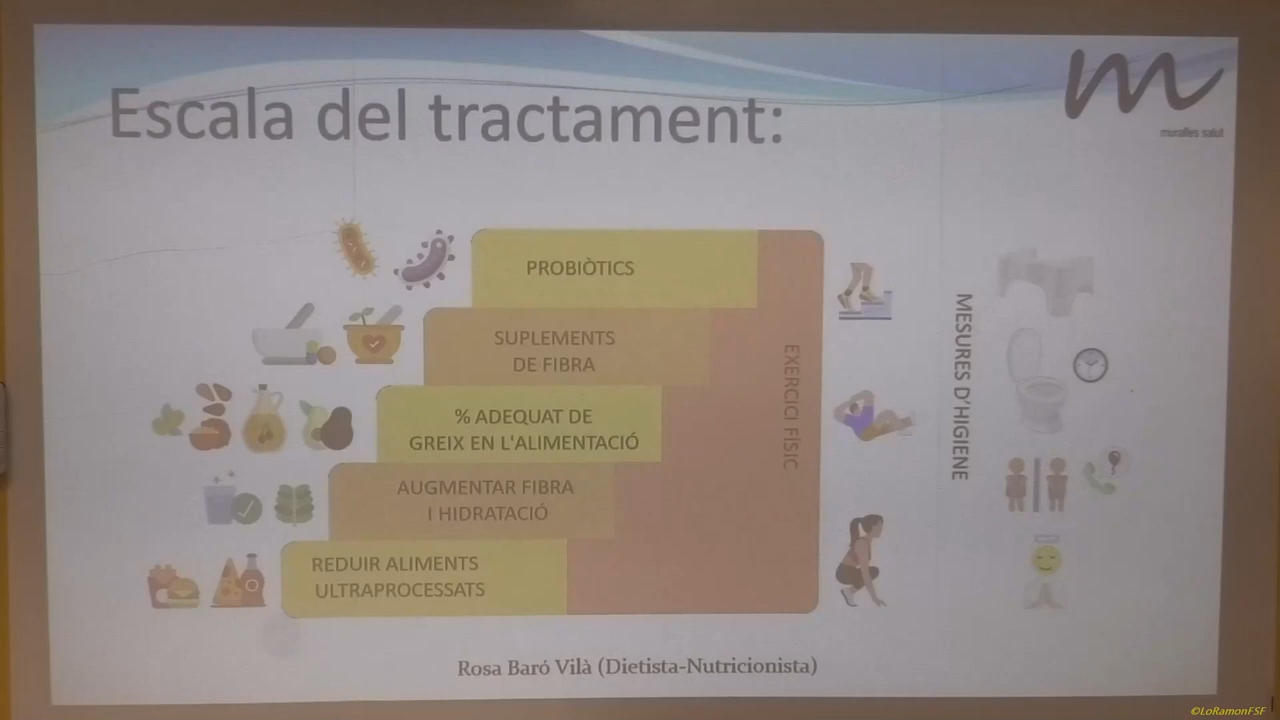 Escala del tractament:
muralles salut
PROBIÒTICS
SUPLEMENTS
DE FIBRA
% ADEQUAT DE
GREIX EN L'ALIMENTACIÓ
AUGMENTAR FIBRA
I HIDRATACIÓ
REDUIR ALIMENTS
ULTRAPROCESSATS
EXERCICI FÍSIC
MESURES D'HIGIENE
Rosa Baró Vilà (Dietista-Nutricionista)
©LoRamonFSF